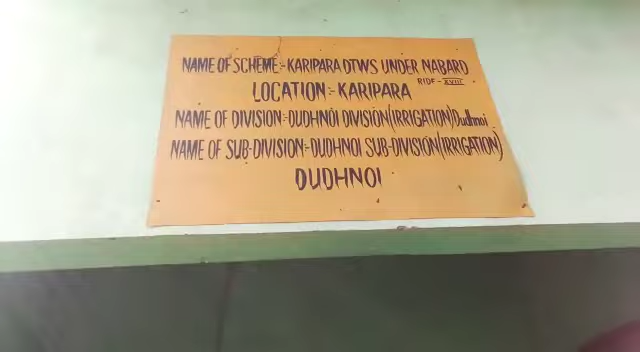 NAME OF SCHEME:-KARIPARA DTWS UNDER NABARD
RIDF-XVIII
LOCATION:-KARIPARA
NAME OF DIVISION:-DUDHNOI DIVISION(IRRIGATION)Dudhnoi
NAME OF SUB-DIVISION:-DUDHNOI SUB-DIVISION(IRRIGATION)
DUDHNOI